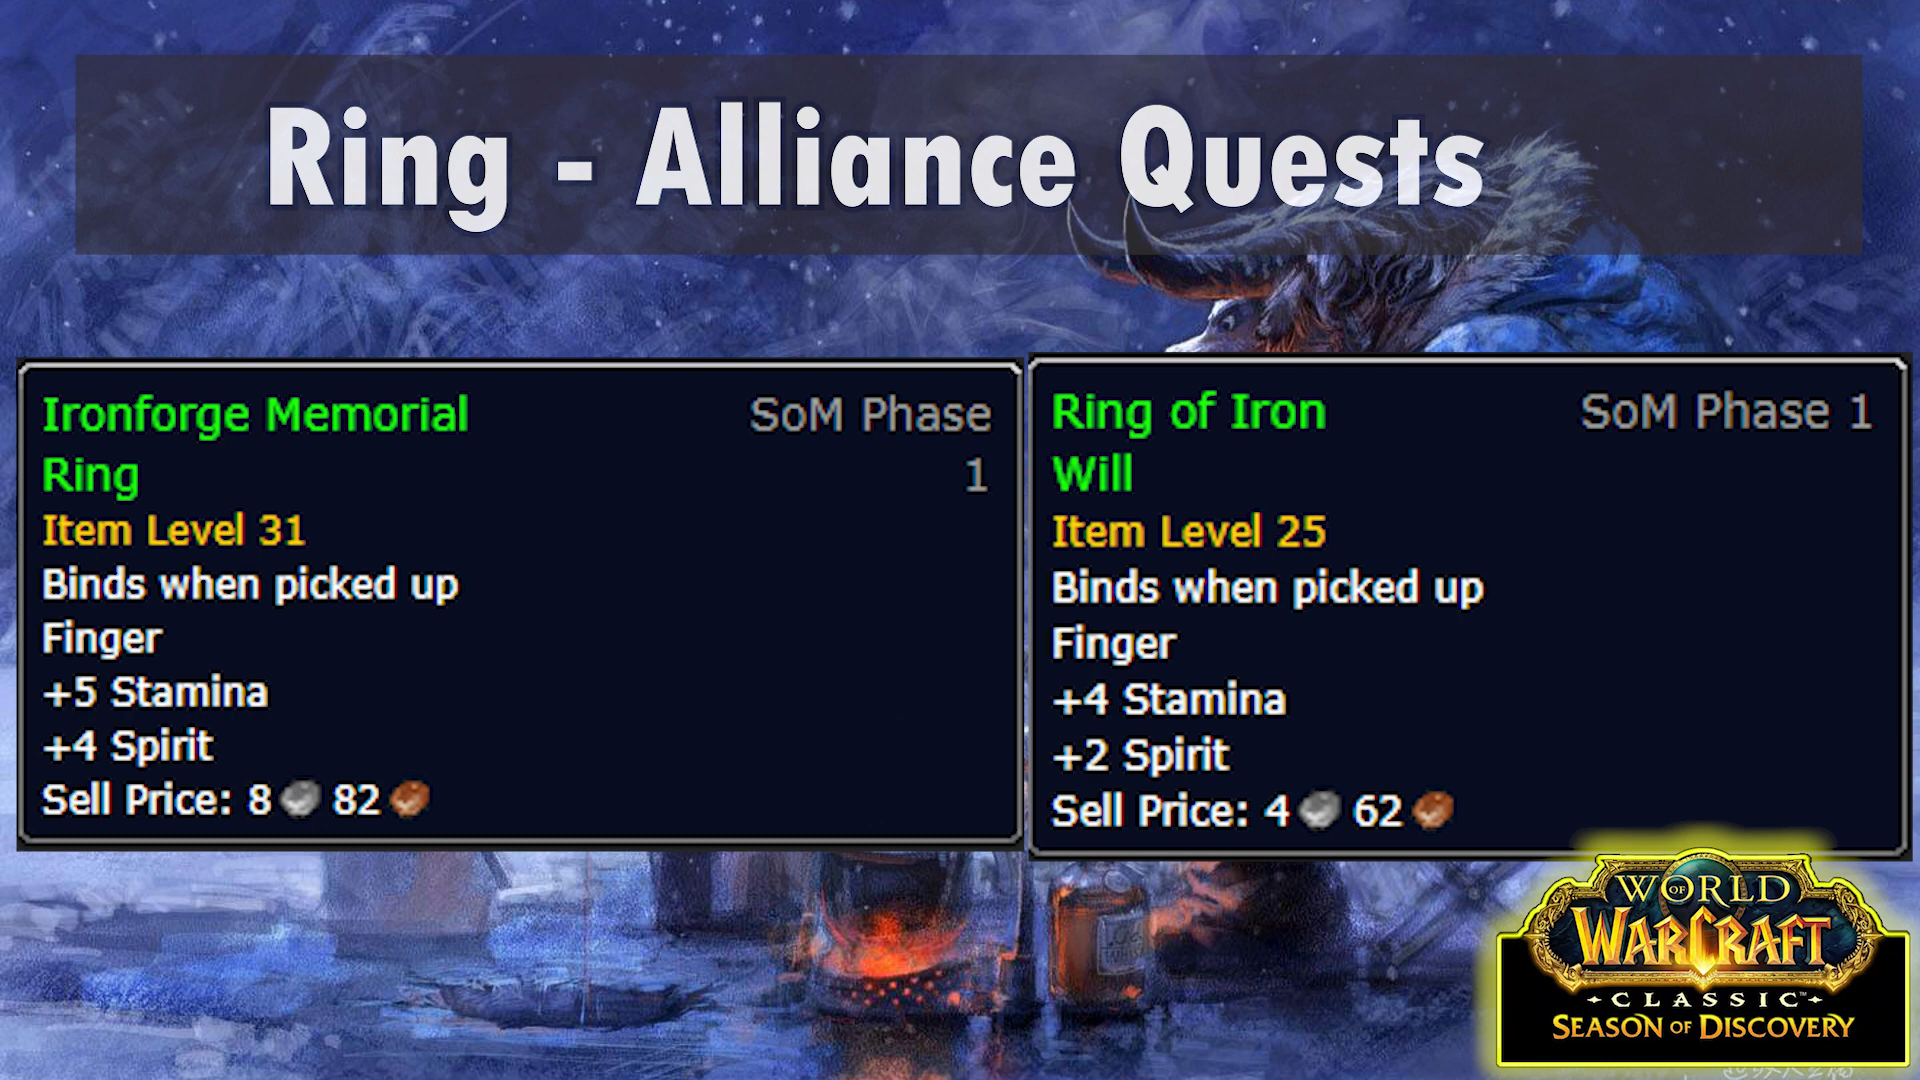 Ring - Alliance Quests
Ironforge Memorial SoM Phase
Ring 1
Item Level 31
Binds when picked up
Finger
+5 Stamina
+4 Spirit
Sell Price: 8 82
Ring of Iron SoM Phase 1
Will
Item Level 25
Binds when picked up
Finger
+4 Stamina
+2 Spirit
Sell Price: 4 62
WORLD
OF
WARCRAFT
CLASSIC™
SEASON OF DISCOVERY